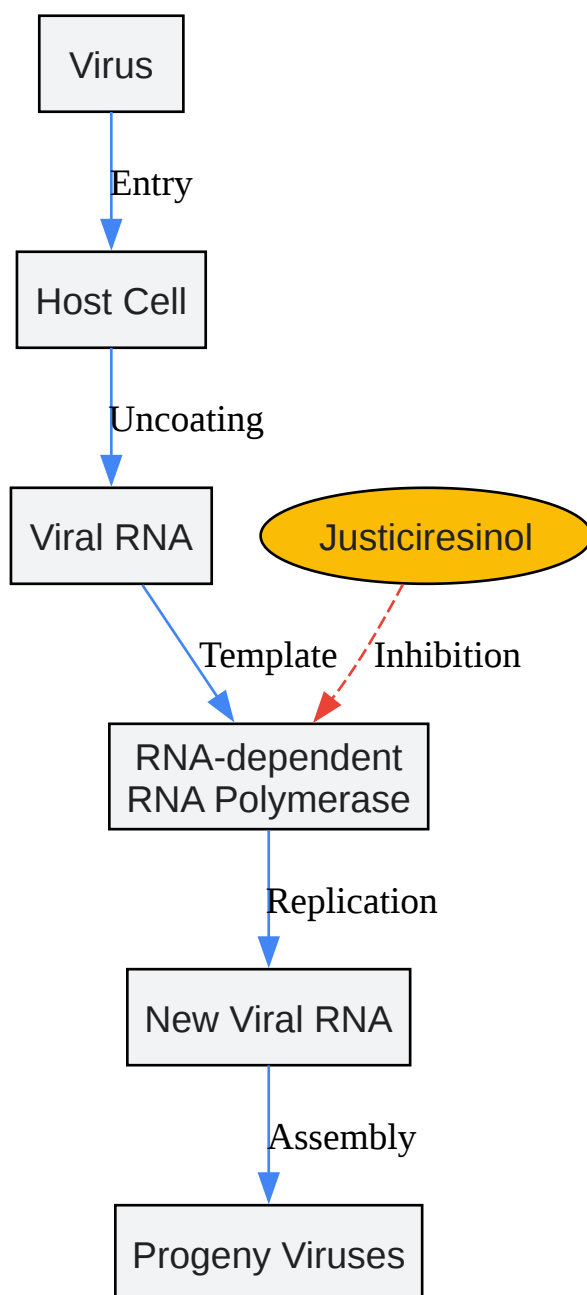 Virus
Entry
Host Cell
Uncoating
Viral RNA
Justiciresinol
Template
Inhibition
RNA-dependent
RNA Polymerase
Replication
New Viral RNA
Assembly
Progeny Viruses